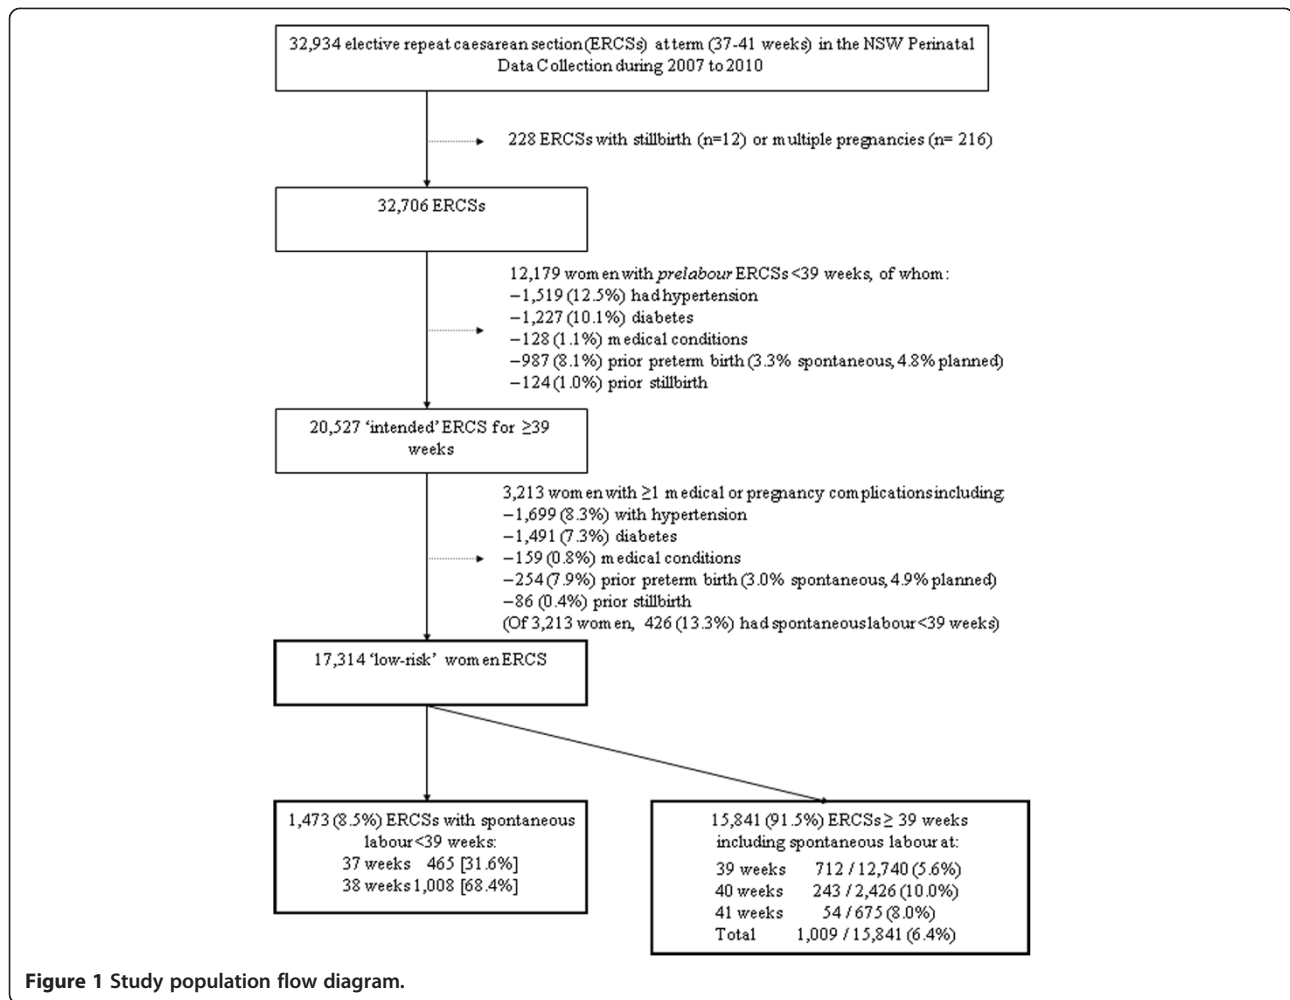 32,934 elective repeat caesarean section (ERCSs) at term (37-41 weeks) in the NSW Perinatal
Data Collection during 2007 to 2010
228 ERCSs with stillbirth (n=12) or multiple pregnancies (n= 216)
32,706 ERCSs
12,179 women with prelabour ERCSs <39 weeks, of whom:
−1,519 (12.5%) had hypertension
−1,227 (10.1%) diabetes
−128 (1.1%) medical conditions
−987 (8.1%) prior preterm birth (3.3% spontaneous, 4.8% planned)
−124 (1.0%) prior stillbirth
20,527 ‘intended’ ERCS for ≥39
weeks
3,213 women with ≥1 medical or pregnancy complications including:
−1,699 (8.3%) with hypertension
−1,491 (7.3%) diabetes
−159 (0.8%) medical conditions
−254 (7.9%) prior preterm birth (3.0% spontaneous, 4.9% planned)
−86 (0.4%) prior stillbirth
(Of 3,213 women, 426 (13.3%) had spontaneous labour <39 weeks)
17,314 ‘low-risk’ women ERCS
1,473 (8.5%) ERCSs with spontaneous
labour <39 weeks:
37 weeks 465 [31.6%]
38 weeks 1,008 [68.4%]
15,841 (91.5%) ERCSs ≥ 39 weeks
including spontaneous labour at:
39 weeks 712 / 12,740 (5.6%)
40 weeks 243 / 2,426 (10.0%)
41 weeks 54 / 675 (8.0%)
Total 1,009 / 15,841 (6.4%)
Figure 1 Study population flow diagram.